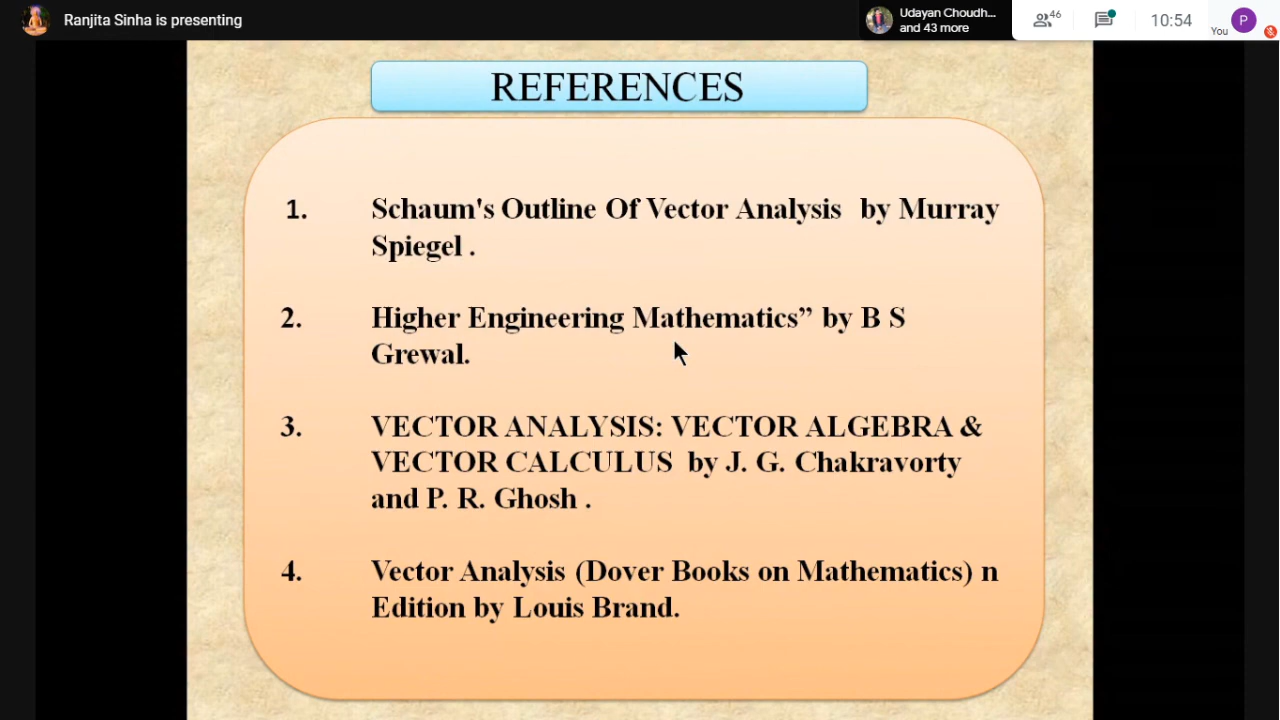 Ranjita Sinha is presenting
Udayan Choudh...
and 43 more
46
10:54
You
P
REFERENCES
1. Schaum's Outline Of Vector Analysis by Murray
Spiegel .
2. Higher Engineering Mathematics” by B S
Grewal.
3. VECTOR ANALYSIS: VECTOR ALGEBRA &
VECTOR CALCULUS by J. G. Chakravorty
and P. R. Ghosh .
4. Vector Analysis (Dover Books on Mathematics) n
Edition by Louis Brand.